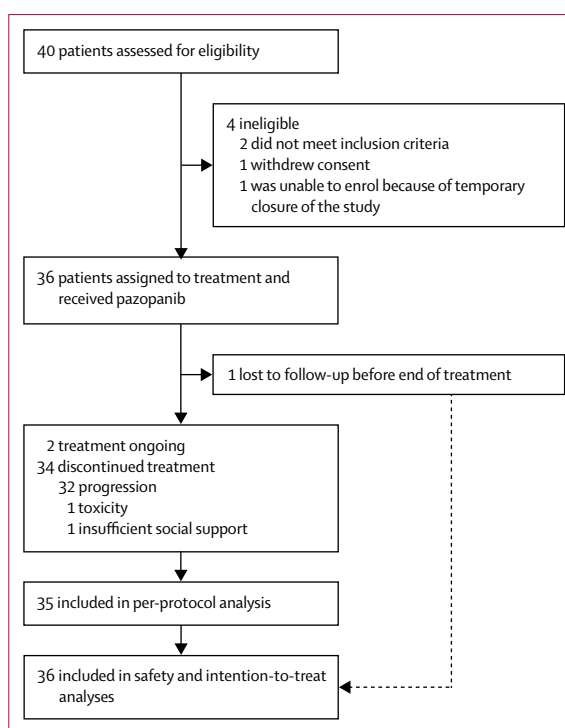 40 patients assessed for eligibility
4 ineligible
2 did not meet inclusion criteria
1 withdrew consent
1 was unable to enrol because of temporary
closure of the study
36 patients assigned to treatment and
received pazopanib
1 lost to follow-up before end of treatment
2 treatment ongoing
34 discontinued treatment
32 progression
1 toxicity
1 insufficient social support
35 included in per-protocol analysis
36 included in safety and intention-to-treat
analyses